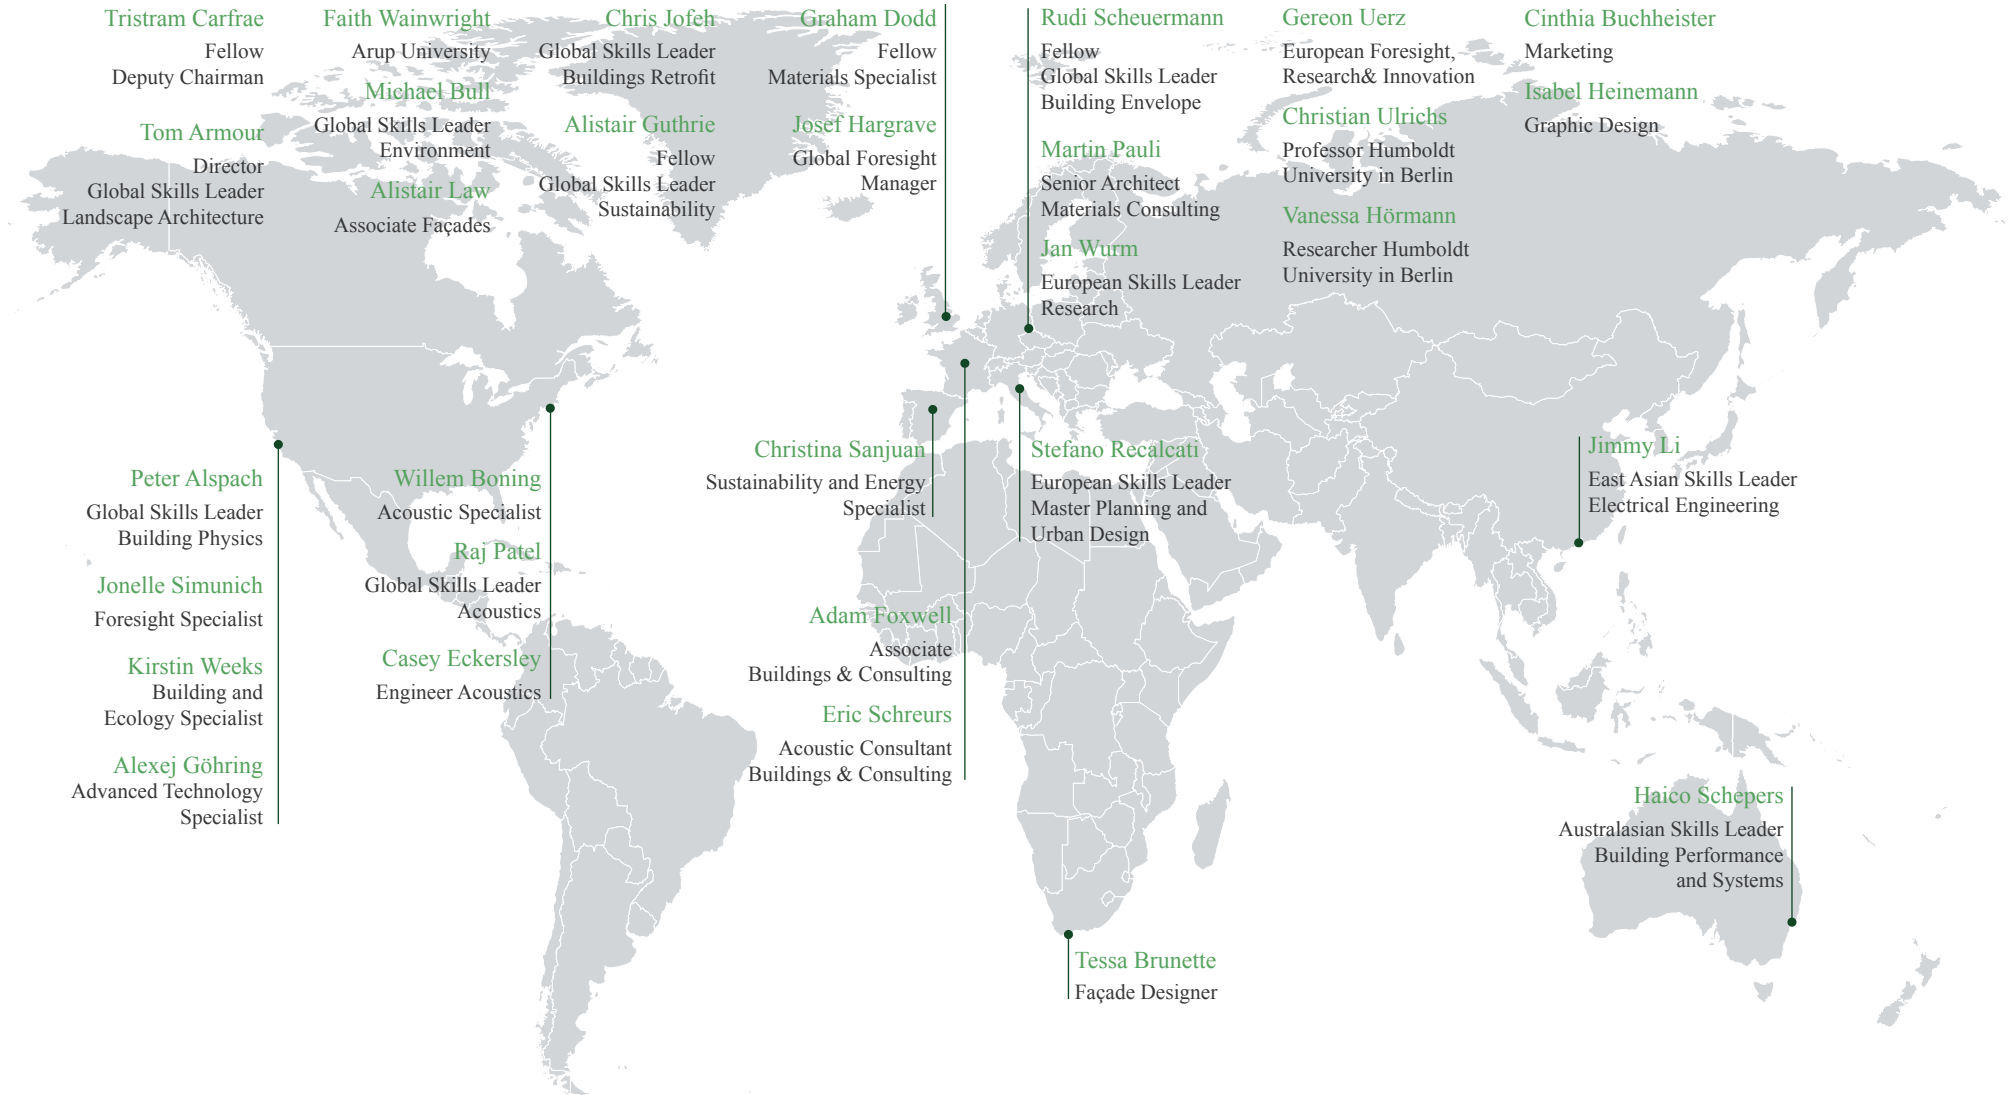 Tristram Carfrae
Fellow
Deputy Chairman
Tom Armour
Director
Global Skills Leader
Landscape Architecture
Faith Wainwright
Arup University
Michael Bull
Global Skills Leader
Environment
Alistair Law
Associate Façades
Chris Jofeh
Global Skills Leader
Buildings Retrofit
Alistair Guthrie
Fellow
Global Skills Leader
Sustainability
Graham Dodd
Fellow
Materials Specialist
Josef Hargrave
Global Foresight
Manager
Rudi Scheuermann
Fellow
Global Skills Leader
Building Envelope
Martin Pauli
Senior Architect
Materials Consulting
Jan Wurm
European Skills Leader
Research
Gereon Uerz
European Foresight,
Research& Innovation
Christian Ulrichs
Professor Humboldt
University in Berlin
Vanessa Hörmann
Researcher Humboldt
University in Berlin
Cinthia Buchheister
Marketing
Isabel Heinemann
Graphic Design
Peter Alspach
Global Skills Leader
Building Physics
Jonelle Simunich
Foresight Specialist
Kirstin Weeks
Building and
Ecology Specialist
Alexej Göhring
Advanced Technology
Specialist
Willem Boning
Acoustic Specialist
Raj Patel
Global Skills Leader
Acoustics
Casey Eckersley
Engineer Acoustics
Christina Sanjuan
Sustainability and Energy
Specialist
Adam Foxwell
Associate
Buildings & Consulting
Eric Schreurs
Acoustic Consultant
Buildings & Consulting
Stefano Recalcati
European Skills Leader
Master Planning and
Urban Design
Jimmy Li
East Asian Skills Leader
Electrical Engineering
Haico Schepers
Australasian Skills Leader
Building Performance
and Systems
Tessa Brunette
Façade Designer